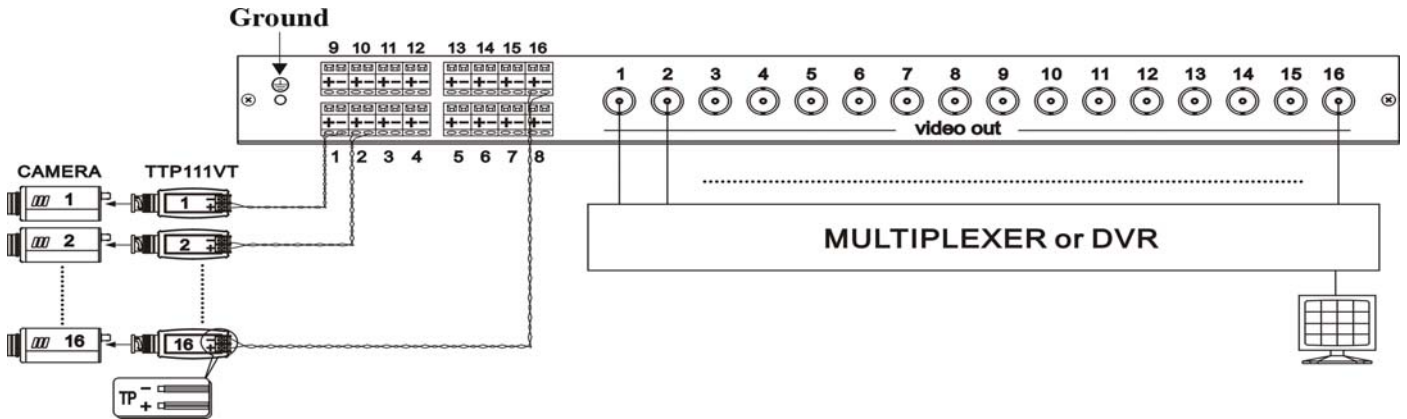 Ground
9 10 11 12 13 14 15 16
+- +- +- +- +- +- +- +-
1 2 3 4 5 6 7 8 9 10 11 12 13 14 15 16
+- +- +- +- +- +- +- +-
video out
1 2 3 4 5 6 7 8
CAMERA TTP111VT
1 1 - +
2 2 - +
MULTIPLEXER or DVR
16 16 - +
TP -
+